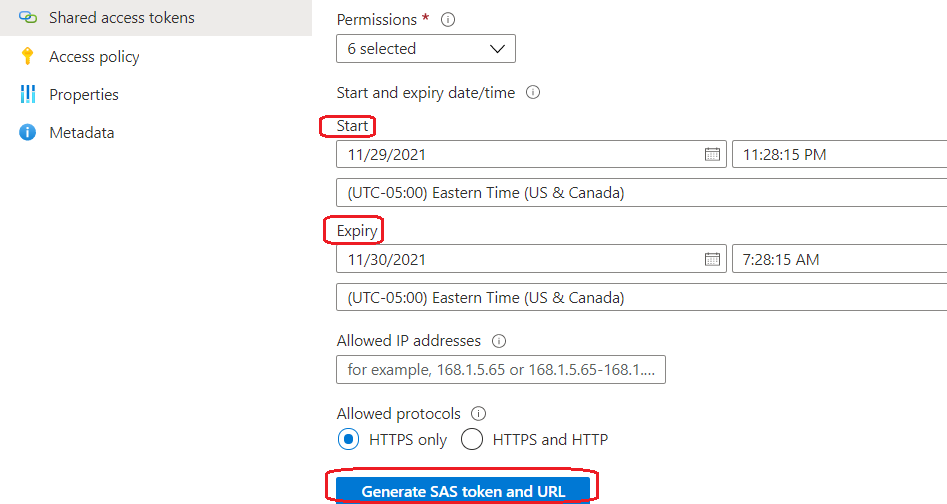 Shared access tokens
Access policy
Properties
Metadata
Permissions *
6 selected
Start and expiry date/time
Start
11/29/2021 11:28:15 PM
(UTC-05:00) Eastern Time (US & Canada)
Expiry
11/30/2021 7:28:15 AM
(UTC-05:00) Eastern Time (US & Canada)
Allowed IP addresses
for example, 168.1.5.65 or 168.1.5.65-168.1....
Allowed protocols
HTTPS only HTTPS and HTTP
Generate SAS token and URL